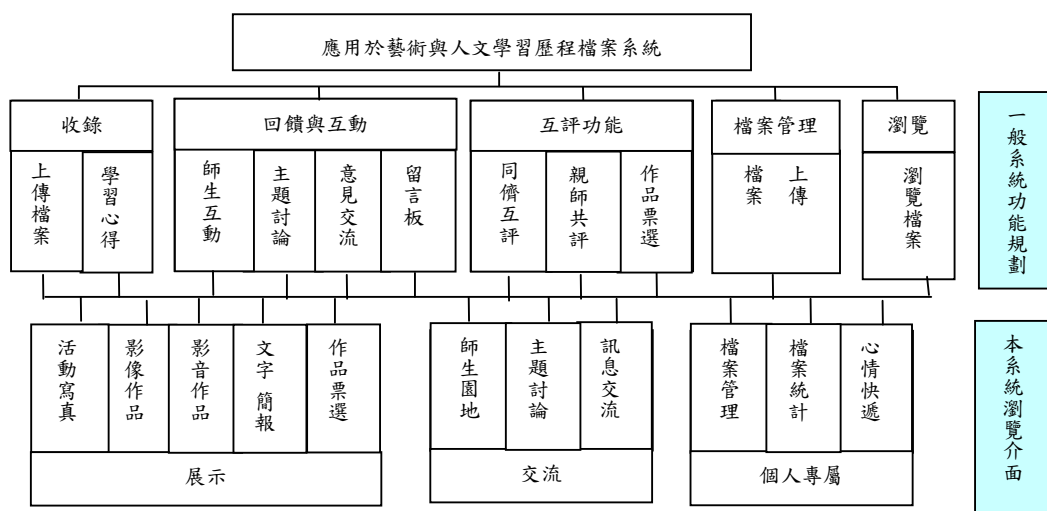 應用於藝術與人文學習歷程檔案系統
收錄
回饋與互動
互評功能
檔案管理
瀏覽
上傳檔案
學習心得
師生互動
主題討論
意見交流
留言板
同儕互評
親師共評
作品票選
檔案
上傳
瀏覽檔案
一般系統功能規劃
活動寫真
影像作品
影音作品
文字 簡報
作品票選
師生園地
主題討論
訊息交流
檔案管理
檔案統計
心情快遞
展示
交流
個人專屬
本系統瀏覽介面